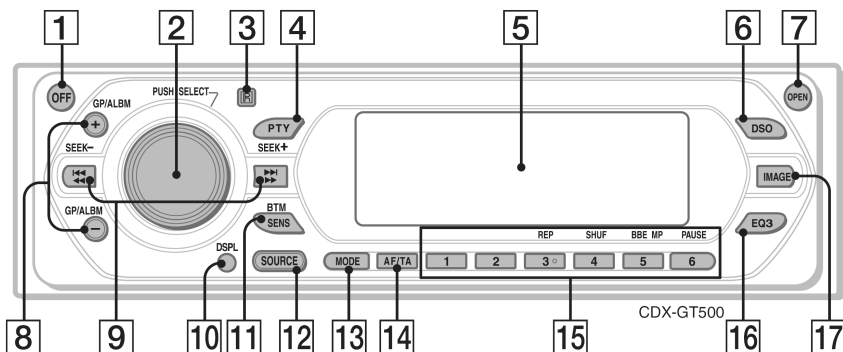 1 2 3 4 5 6 7
OFF
GP/ALBM
PUSH SELECT
OPEN
+
PTY
DSO
SEEK-
SEEK+
IMAGE
GP/ALBM
-
BTM
SENS
EQ3
REP SHUF BBE MP PAUSE
DSPL
SOURCE
MODE
AF/TA
1 2 3 4 5 6
CDX-GT500
8 9 10 11 12 13 14 15 16 17